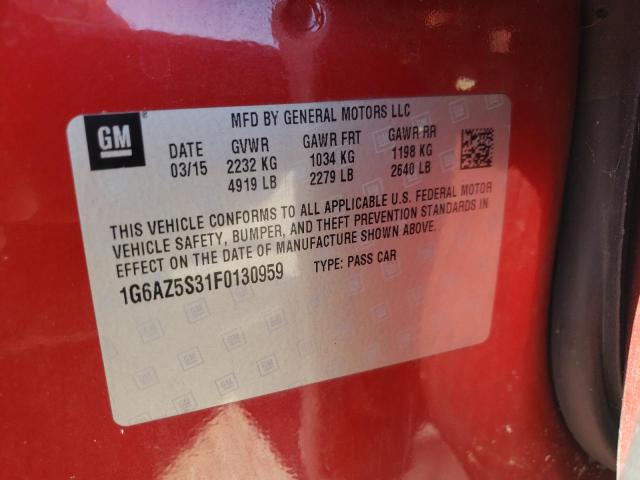 GM
MFD BY GENERAL MOTORS LLC
DATE GVWR GAWR FRT GAWR RR
03/15 2232 KG 1034 KG 1198 KG
4919 LB 2279 LB 2640 LB
THIS VEHICLE CONFORMS TO ALL APPLICABLE U.S. FEDERAL MOTOR
VEHICLE SAFETY, BUMPER, AND THEFT PREVENTION STANDARDS IN
EFFECT ON THE DATE OF MANUFACTURE SHOWN ABOVE.
1G6AZ5S31F0130959 TYPE: PASS CAR